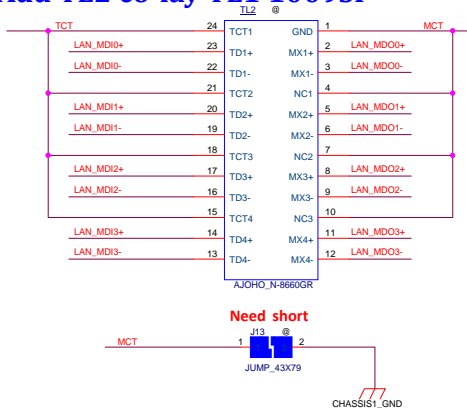 TL2 @
TCT 24 TCT1 GND 1 MCT
LAN_MDI0+ 23 TD1+ MX1+ 2 LAN_MDO0+
LAN_MDI0- 22 TD1- MX1- 3 LAN_MDO0-
21 TCT2 NC1 4
LAN_MDI1+ 20 TD2+ MX2+ 5 LAN_MDO1+
LAN_MDI1- 19 TD2- MX2- 6 LAN_MDO1-
18 TCT3 NC2 7
LAN_MDI2+ 17 TD3+ MX3+ 8 LAN_MDO2+
LAN_MDI2- 16 TD3- MX3- 9 LAN_MDO2-
15 TCT4 NC3 10
LAN_MDI3+ 14 TD4+ MX4+ 11 LAN_MDO3+
LAN_MDI3- 13 TD4- MX4- 12 LAN_MDO3-
AJOHO_N-8660GR
Need short
J13 @
MCT 1 2
JUMP_43X79
CHASSIS1_GND